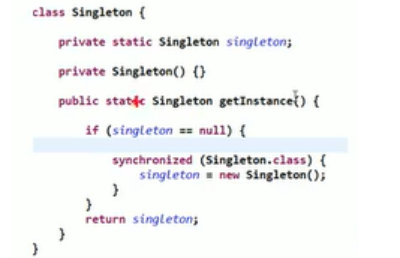 class Singleton {
private static Singleton singleton;
private Singleton() {}
public static Singleton getInstance() {
if (singleton == null) {
synchronized (Singleton.class) {
singleton = new Singleton();
}
}
return singleton;
}
}